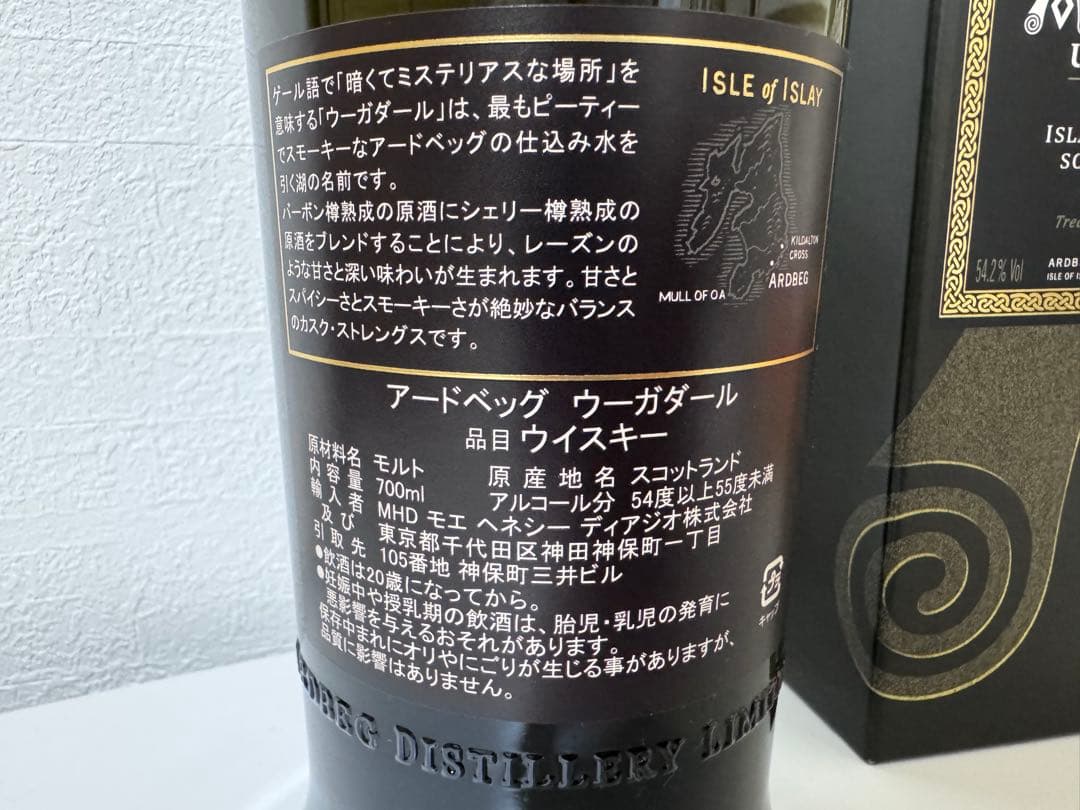 ゲール語で「暗くてミステリアスな場所」を
意味する「ウーガダール」は、最もピーティー
でスモーキーなアードベッグの仕込み水を
引く湖の名前です。
バーボン樽熟成の原酒にシェリー樽熟成の
原酒をブレンドすることにより、レーズンの
ような甘さと深い味わいが生まれます。甘さと
スパイシーさとスモーキーさが絶妙なバランス
のカスク・ストレングスです。
ISLE of ISLAY
KILDALTON
CROSS
ARDBEG
MULL OF OA
アードベッグ ウーガダール
品目 ウイスキー
原材料名 モルト 原産地名 スコットランド
内容量 700ml アルコール分 54度以上55度未満
輸入者 MHD モエ ヘネシー ディアジオ株式会社
及び 東京都千代田区神田神保町一丁目
引取先 105番地 神保町三井ビル
●飲酒は20歳になってから。
●妊娠中や授乳期の飲酒は、胎児・乳児の発育に
悪影響を与えるおそれがあります。
保存中まれにオリやにごりが生じる事がありますが、
品質に影響はありません。
プラ
DISTILLERY
54.2% Vol
ISLE OF